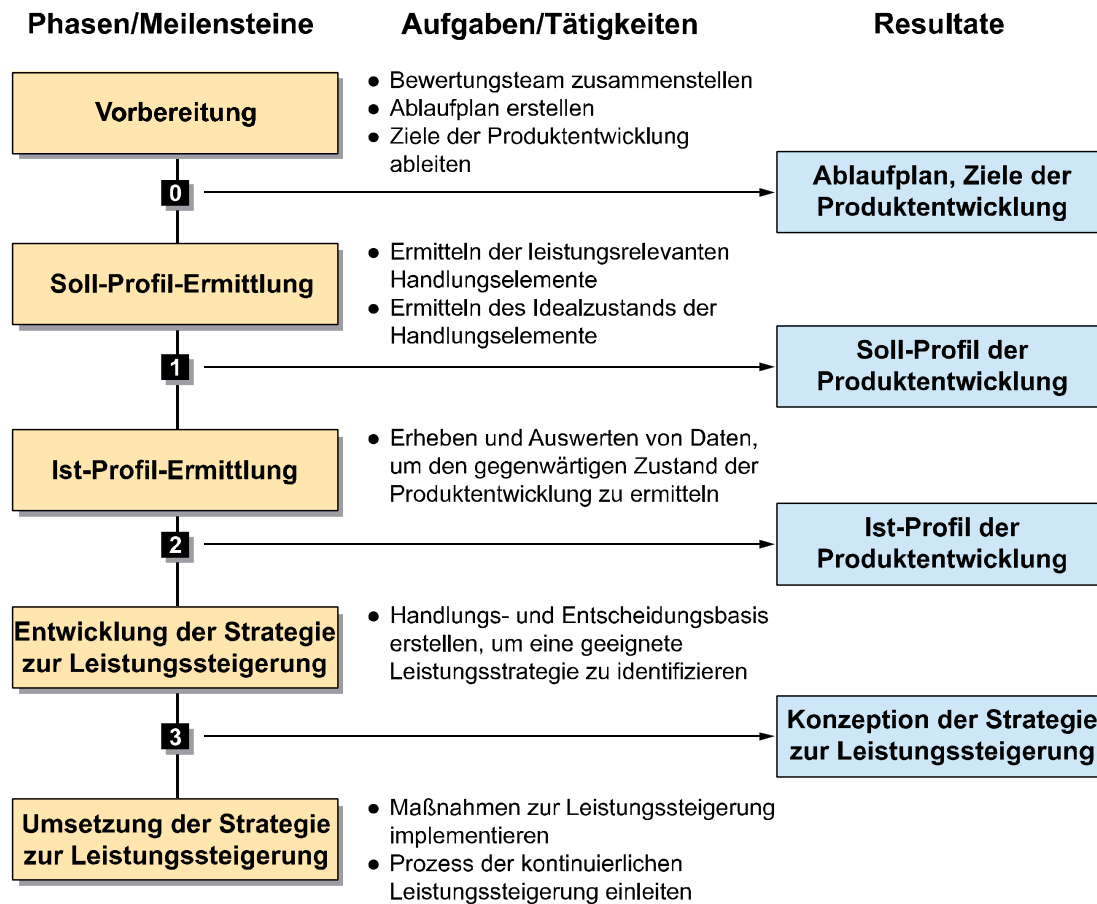 Phasen/Meilensteine
Aufgaben/Tätigkeiten
Resultate
Vorbereitung
● Bewertungsteam zusammenstellen
● Ablaufplan erstellen
● Ziele der Produktentwicklung
ableiten
0
Ablaufplan, Ziele der
Produktentwicklung
Soll-Profil-Ermittlung
● Ermitteln der leistungsrelevanten
Handlungselemente
● Ermitteln des Idealzustands der
Handlungselemente
1
Soll-Profil der
Produktentwicklung
Ist-Profil-Ermittlung
● Erheben und Auswerten von Daten,
um den gegenwärtigen Zustand der
Produktentwicklung zu ermitteln
2
Ist-Profil der
Produktentwicklung
Entwicklung der Strategie
zur Leistungssteigerung
● Handlungs- und Entscheidungsbasis
erstellen, um eine geeignete
Leistungsstrategie zu identifizieren
3
Konzeption der Strategie
zur Leistungssteigerung
Umsetzung der Strategie
zur Leistungssteigerung
● Maßnahmen zur Leistungssteigerung
implementieren
● Prozess der kontinuierlichen
Leistungssteigerung einleiten